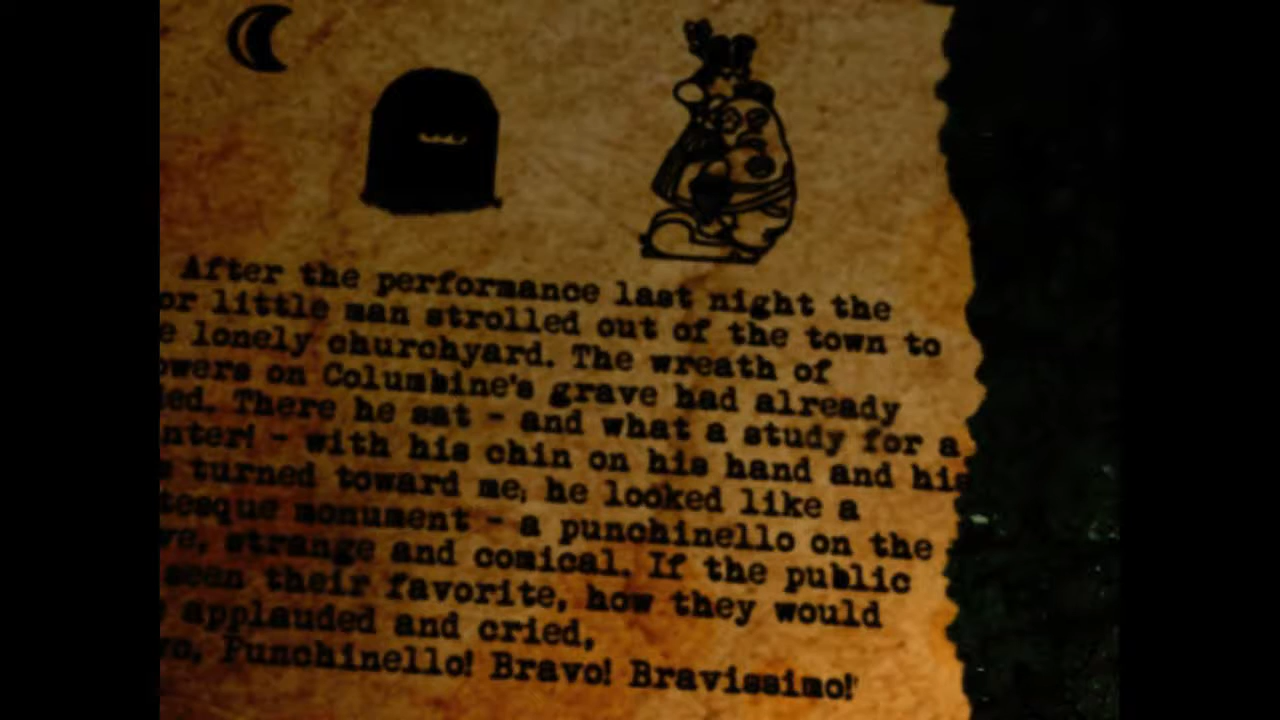 After the performance last night the
or little man strolled out of the town to
e lonely churchyard. The wreath of
owers on Columbine's grave had already
ed. There he sat - and what a study for a
nter! - with his chin on his hand and his
s turned toward me, he looked like a
tesque monument - a punchinello on the
ve, strange and comical. If the public
seen their favorite, how they would
applauded and cried,
vo, Punchinello! Bravo! Bravissimo!'